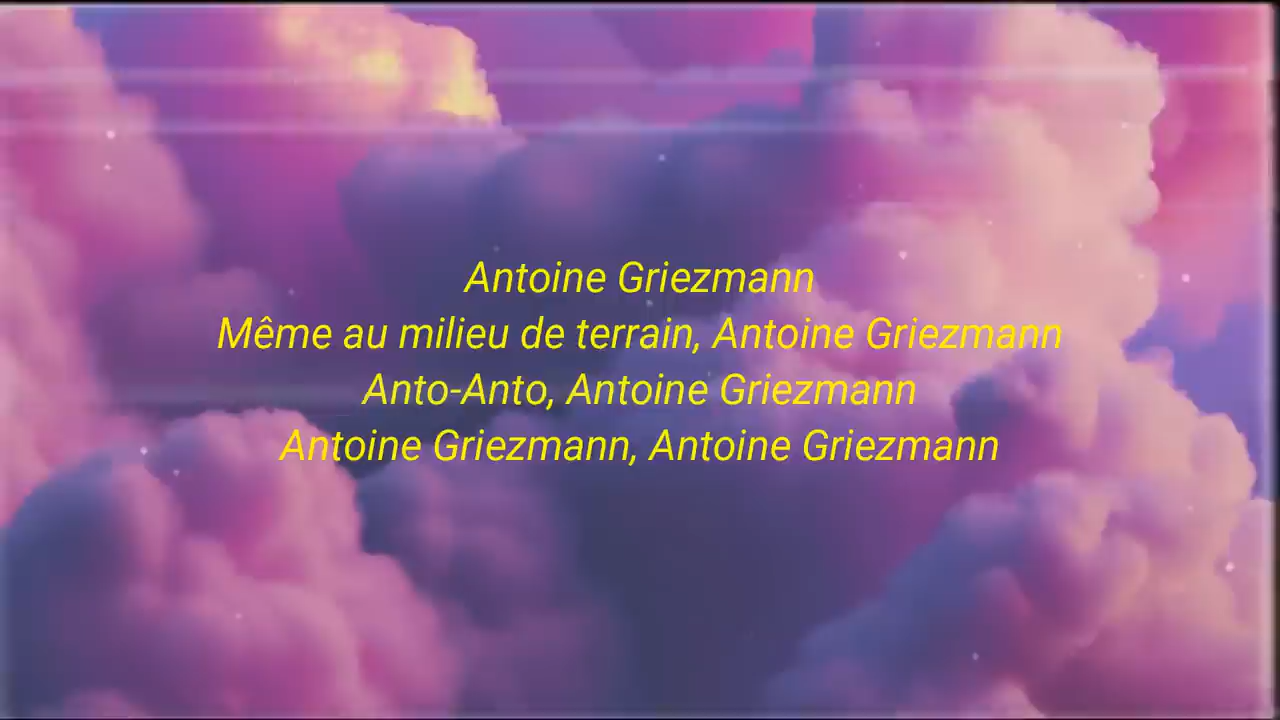 Antoine Griezmann
Même au milieu de terrain, Antoine Griezmann
Anto-Anto, Antoine Griezmann
Antoine Griezmann, Antoine Griezmann